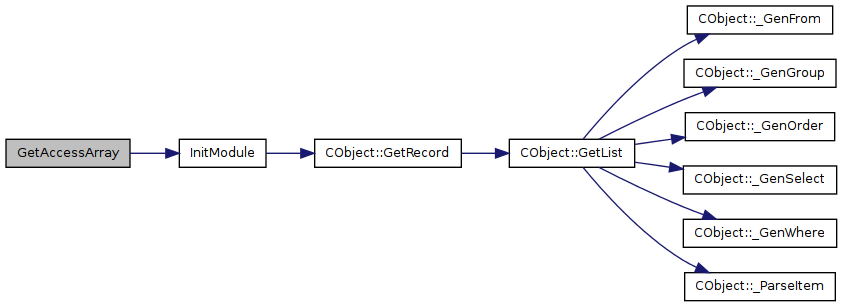 GetAccessArray
InitModule
CObject::GetRecord
CObject::GetList
CObject::_GenFrom
CObject::_GenGroup
CObject::_GenOrder
CObject::_GenSelect
CObject::_GenWhere
CObject::_ParseItem